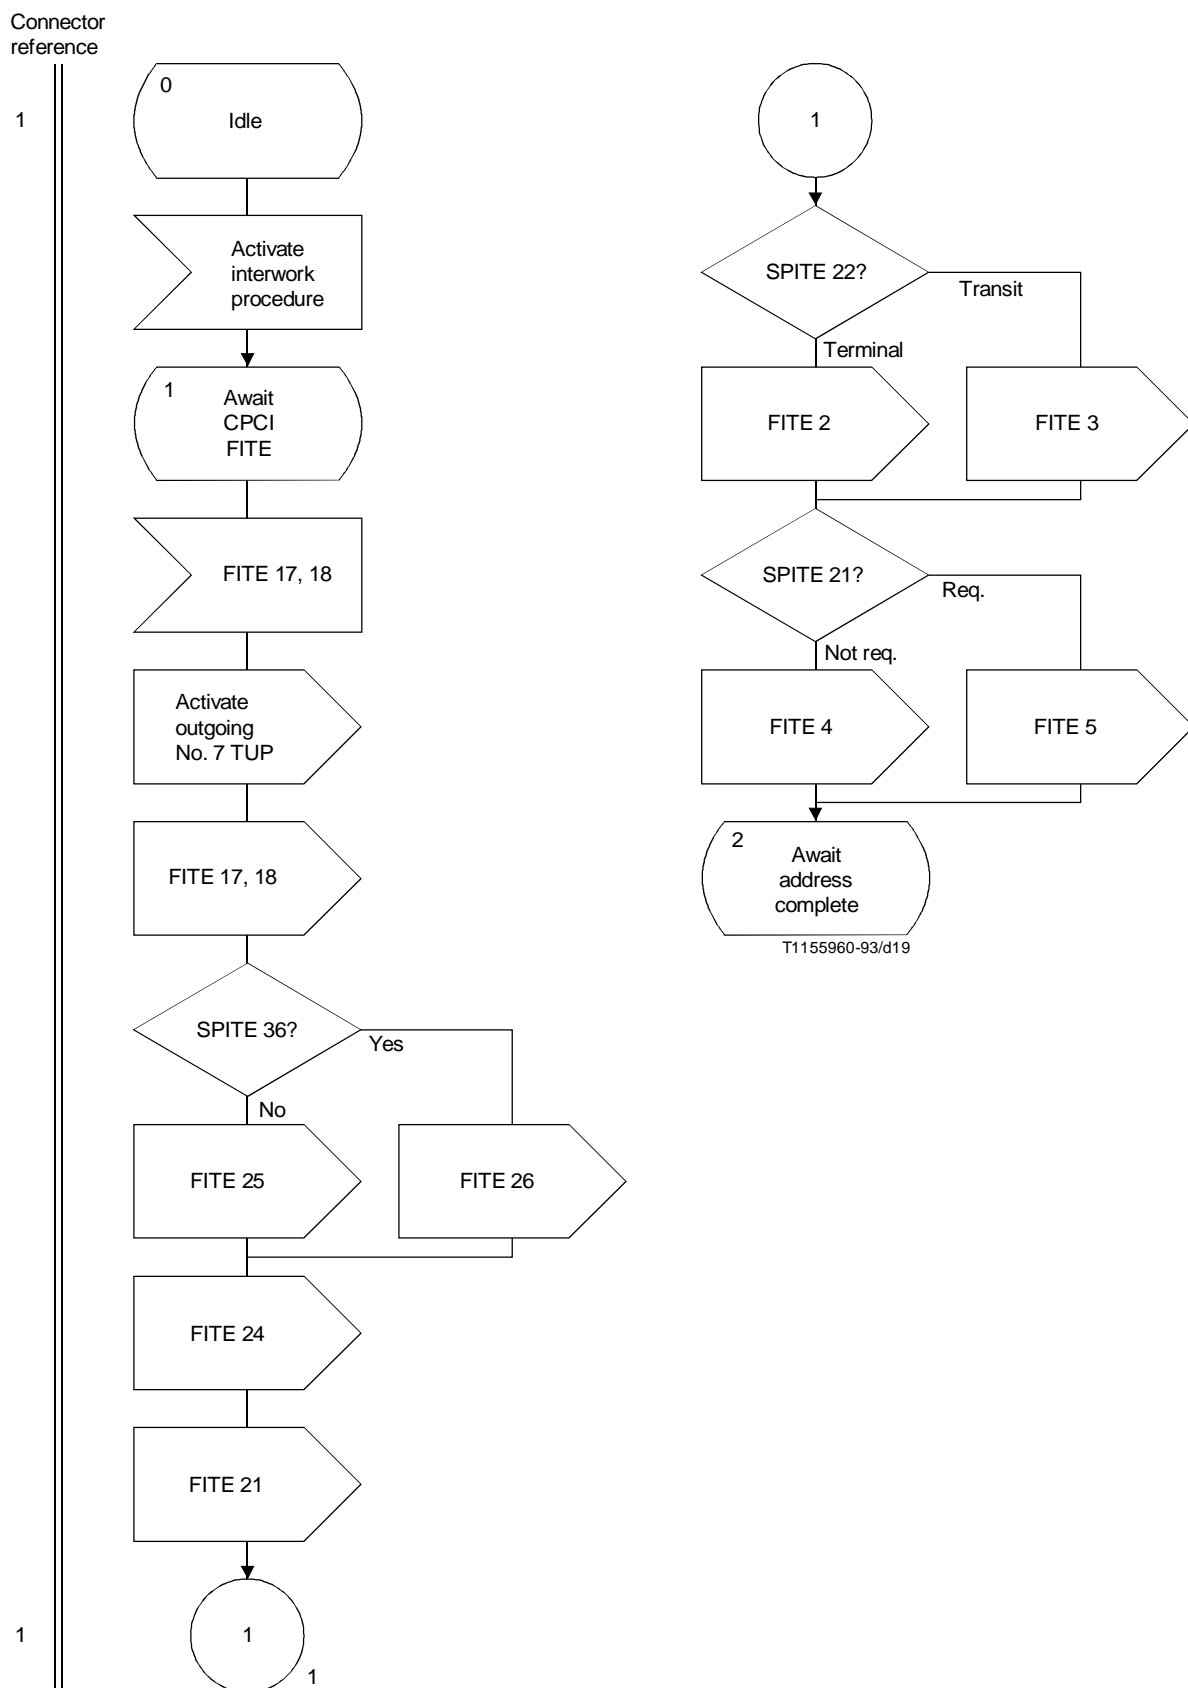 Connector
reference
1
0
Idle
Activate
interwork
procedure
1
Await
CPCI
FITE
FITE 17, 18
Activate
outgoing
No. 7 TUP
FITE 17, 18
SPITE 36?
Yes
No
FITE 25
FITE 26
FITE 24
FITE 21
1
1
1
1
SPITE 22?
Transit
Terminal
FITE 2
FITE 3
SPITE 21?
Req.
Not req.
FITE 4
FITE 5
2
Await
address
complete
T1155960-93/d19